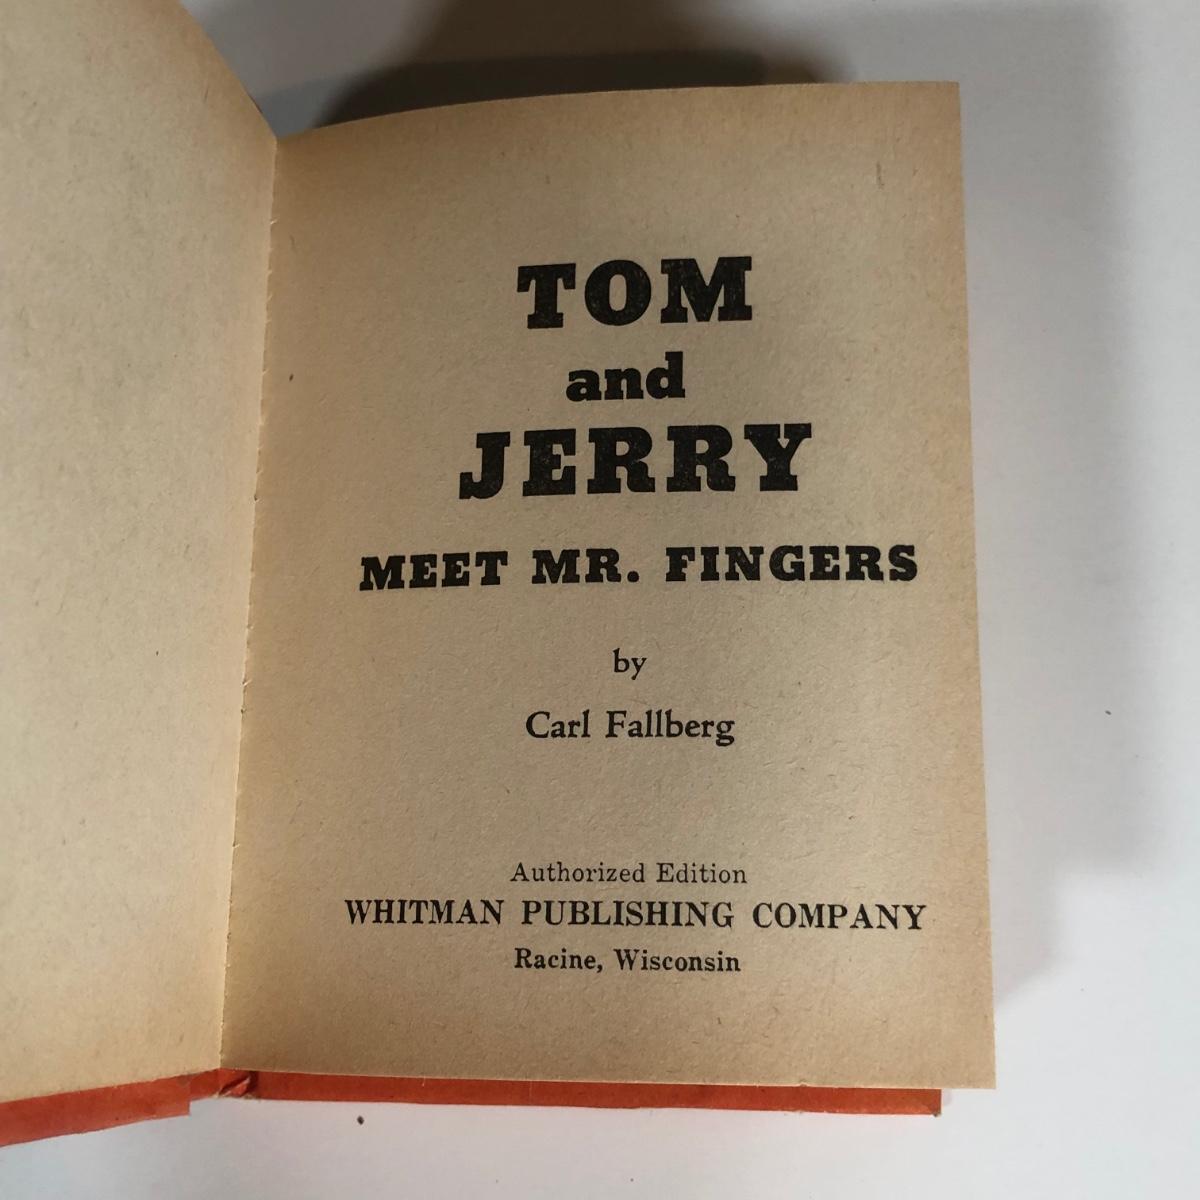 TOM
and
JERRY
MEET MR. FINGERS
by
Carl Fallberg
Authorized Edition
WHITMAN PUBLISHING COMPANY
Racine, Wisconsin